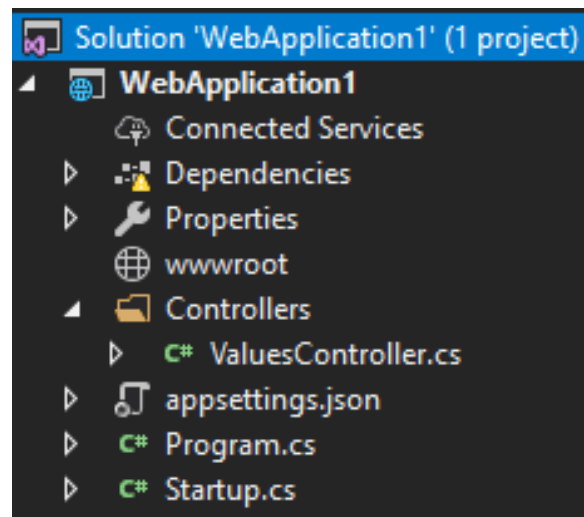 Solution 'WebApplication1' (1 project)
WebApplication1
Connected Services
Dependencies
Properties
wwwroot
Controllers
C# ValuesController.cs
appsettings.json
C# Program.cs
C# Startup.cs